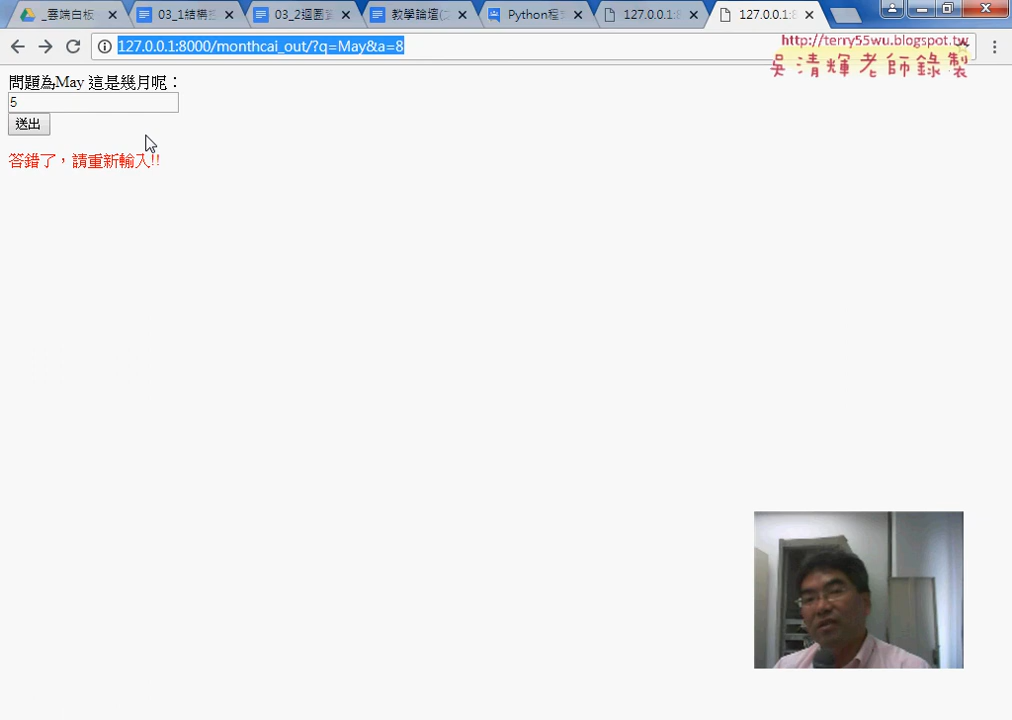 _雲端白板
03_1結構控
03_2迴圈
教學論壇(
Python程
127.0.0.1:8
127.0.0.1:8
127.0.0.1:8000/monthcai_out/?q=May&a=8
http://terry55wu.blogspot.tw
吳清輝老師錄製
問題為May 這是幾月呢：
5
送出
答錯了，請重新輸入!!